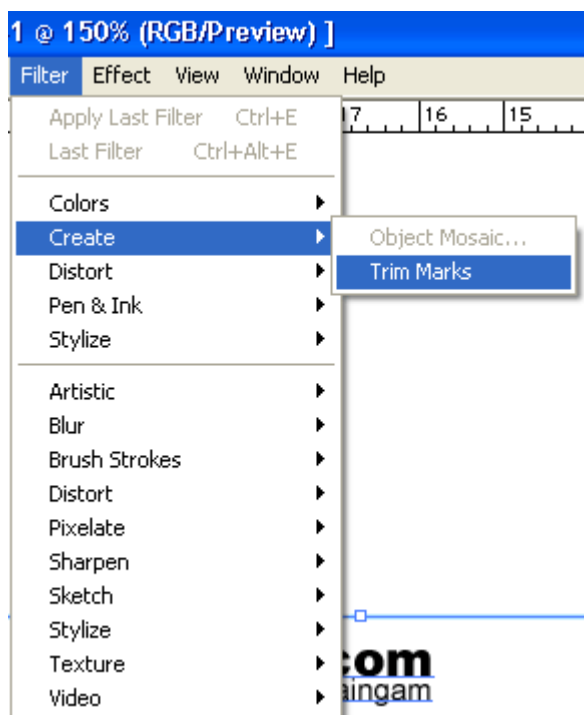 1 @ 150% (RGB/Preview) ]
Filter Effect View Window Help
Apply Last Filter Ctrl+E
Last Filter Ctrl+Alt+E
17 16 15
Colors
Create
Object Mosaic...
Distort
Trim Marks
Pen & Ink
Stylize
Artistic
Blur
Brush Strokes
Distort
Pixelate
Sharpen
Sketch
Stylize
Texture
com
Video
aingam